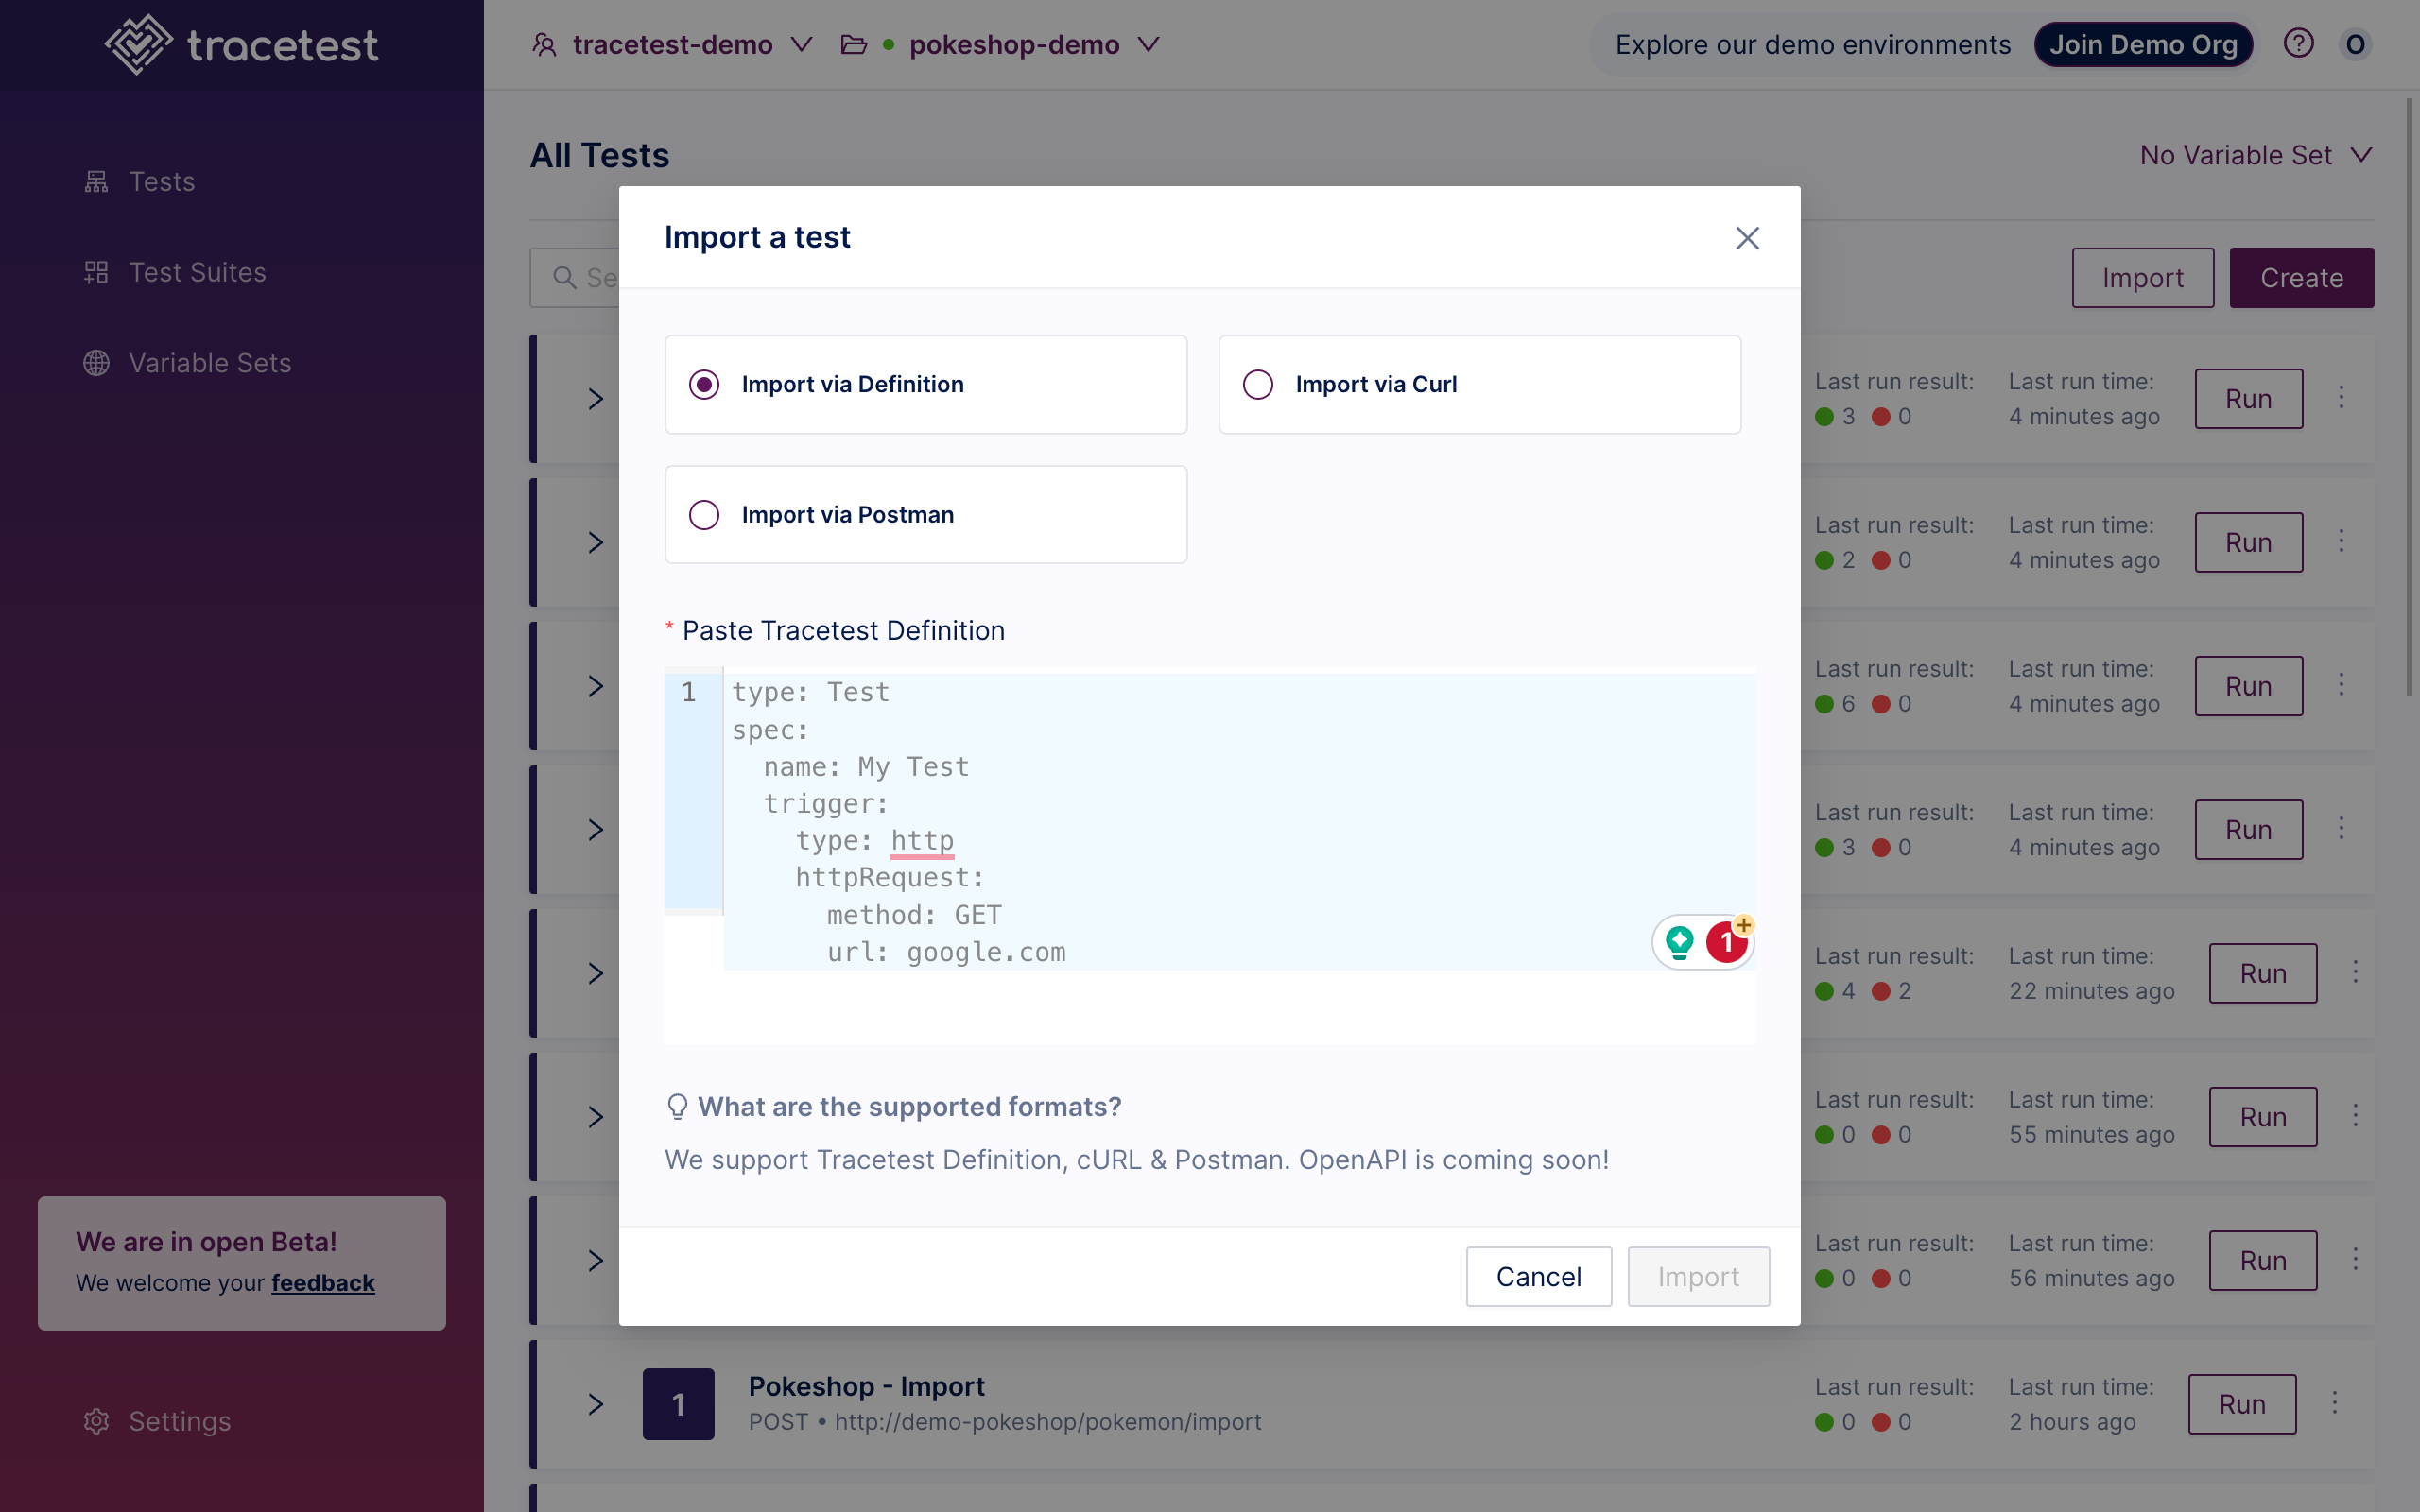 tracetest
tracetest-demo
pokeshop-demo
Explore our demo environments
Join Demo Org
O
Tests
Test Suites
Variable Sets
We are in open Beta!
We welcome your feedback
Settings
All Tests
No Variable Set
Import
Create
Import a test
Import via Definition
Import via Curl
Import via Postman
* Paste Tracetest Definition
1
type: Test
spec:
name: My Test
trigger:
type: http
httpRequest:
method: GET
url: google.com
1
What are the supported formats?
We support Tracetest Definition, cURL & Postman. OpenAPI is coming soon!
Cancel
Import
Last run result: Last run time:
3 0 4 minutes ago
Run
Last run result: Last run time:
2 0 4 minutes ago
Run
Last run result: Last run time:
6 0 4 minutes ago
Run
Last run result: Last run time:
3 0 4 minutes ago
Run
Last run result: Last run time:
4 2 22 minutes ago
Run
Last run result: Last run time:
0 0 55 minutes ago
Run
Last run result: Last run time:
0 0 56 minutes ago
Run
1
Pokeshop - Import
POST • http://demo-pokeshop/pokemon/import
Last run result: Last run time:
0 0 2 hours ago
Run